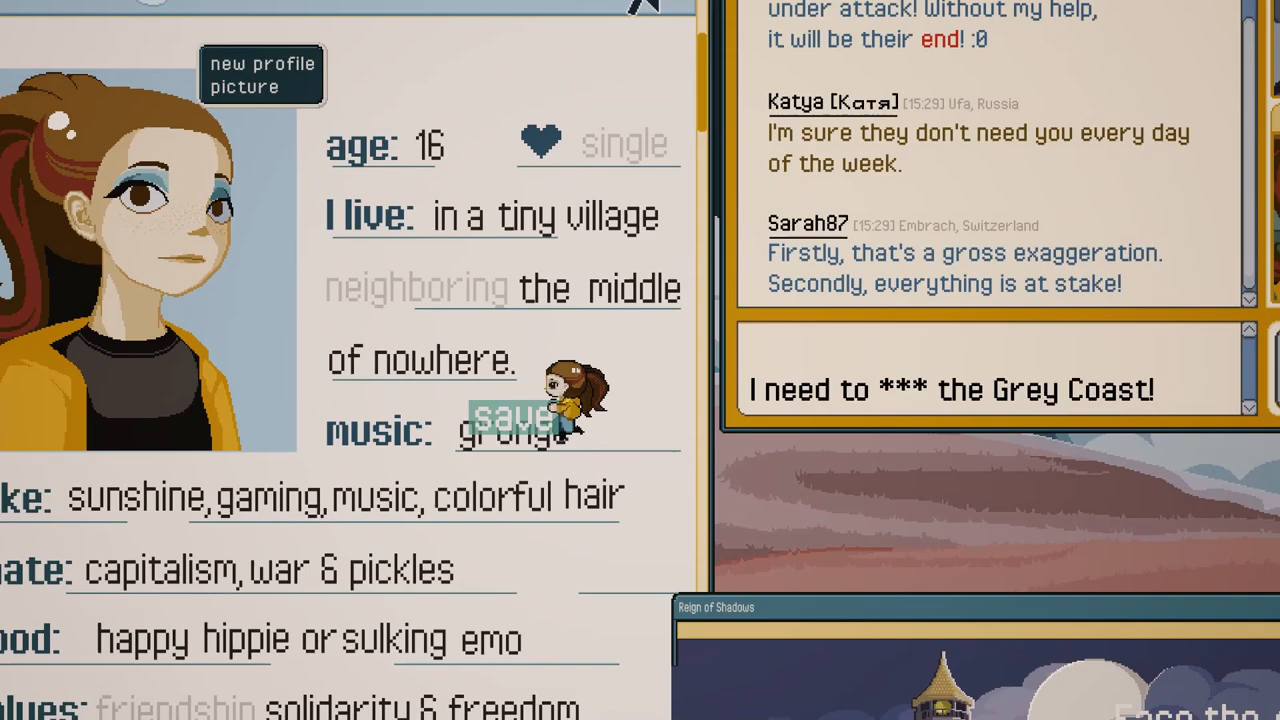 new profile
picture
age: 16
single
I live: in a tiny village
neighboring the middle
of nowhere.
save
music: grunge
ke: sunshine, gaming, music, colorful hair
ate: capitalism, war & pickles
ood: happy hippie or sulking emo
lues: friendship solidarity & freedom
under attack! Without my help,
it will be their end! :0
Katya [Катя] [15:29] Ufa, Russia
I'm sure they don't need you every day
of the week.
Sarah87 [15:29] Embrach, Switzerland
Firstly, that's a gross exaggeration.
Secondly, everything is at stake!
I need to *** the Grey Coast!
Reign of Shadows
Face the